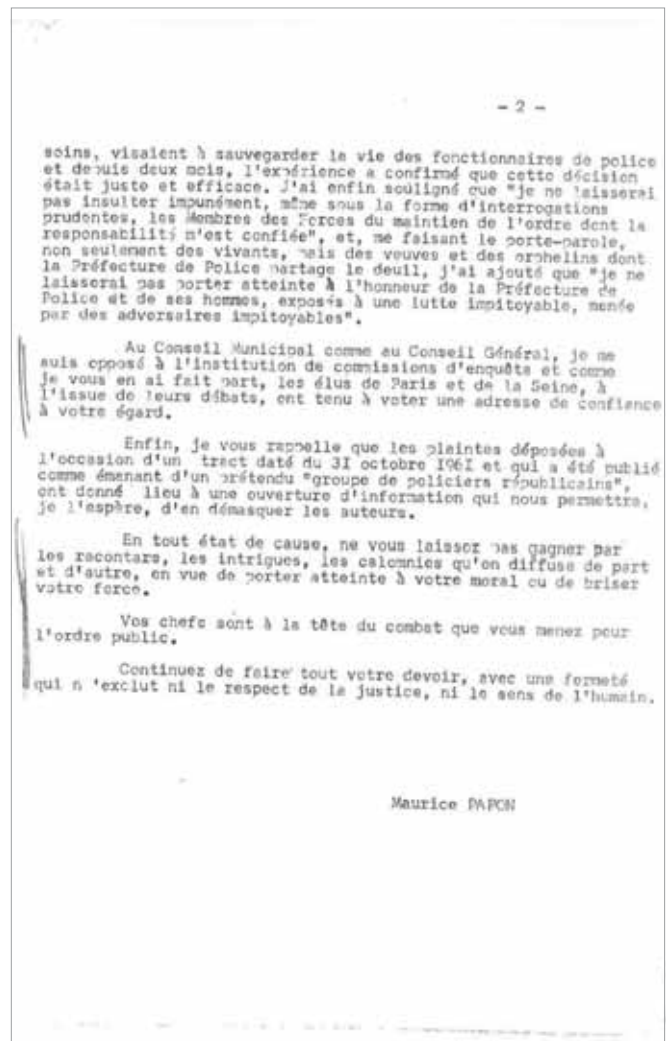 - 2 -
soins, visaient à sauvegarder la vie des fonctionnaires de police
et depuis deux mois, l'expérience a confirmé que cette décision
était juste et efficace. J'ai enfin souligné que "je ne laisserai
pas insulter impunément, même sous la forme d'interrogations
prudentes, les Membres des Forces du maintien de l'ordre dont la
responsabilité m'est confiée", et, me faisant le porte-parole,
non seulement des vivants, mais des veuves et des orphelins dont
la Préfecture de Police partage le deuil, j'ai ajouté que "je ne
laisserai pas porter atteinte à l'honneur de la Préfecture de
Police et de ses hommes, exposés à une lutte impitoyable, menée
par des adversaires impitoyables".
Au Conseil Municipal comme au Conseil Général, je me
suis opposé à l'institution de commissions d'enquête et comme
je vous en ai fait part, les élus de Paris et de la Seine, à
l'issue de leurs débats, ont tenu à voter une adresse de confiance
à votre égard.
Enfin, je vous rappelle que les plaintes déposées à
l'occasion d'un tract daté du 31 octobre 1961 et qui a été publié
comme émanant d'un prétendu "groupe de policiers républicains",
ont donné lieu à une ouverture d'information qui nous permettra,
je l'espère, d'en démasquer les auteurs.
En tout état de cause, ne vous laissez pas gagner par
les racontars, les intrigues, les calomnies qu'on diffuse de part
et d'autre, en vue de porter atteinte à votre moral ou de briser
votre force.
Vos chefs sont à la tête du combat que vous menez pour
l'ordre public.
Continuez de faire tout votre devoir, avec une fermeté
qui n 'exclut ni le respect de la justice, ni le sens de l'humain.
Maurice PAPON